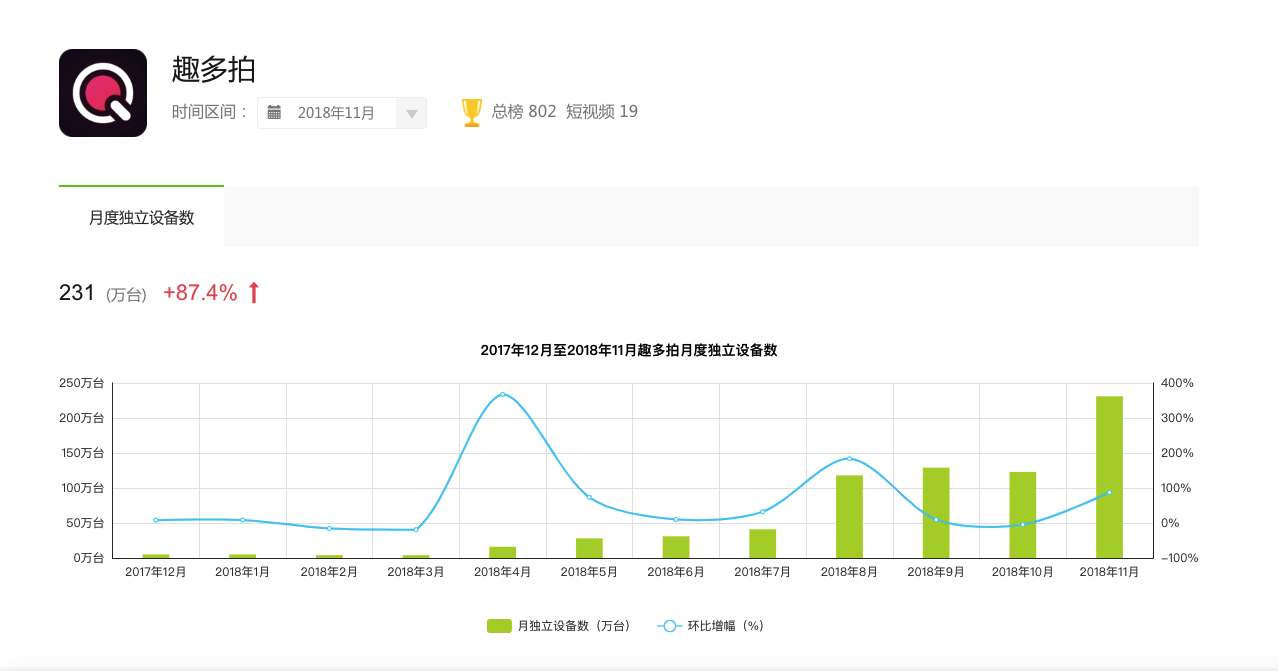 趣多拍
时间区间： 2018年11月 总榜 802 短视频 19
月度独立设备数
231 (万台) +87.4%
2017年12月至2018年11月趣多拍月度独立设备数
250万台 400%
200万台 300%
150万台 200%
100万台 100%
50万台 0%
0万台 -100%
2017年12月 2018年1月 2018年2月 2018年3月 2018年4月 2018年5月 2018年6月 2018年7月 2018年8月 2018年9月 2018年10月 2018年11月
月独立设备数（万台） 环比增幅（%）